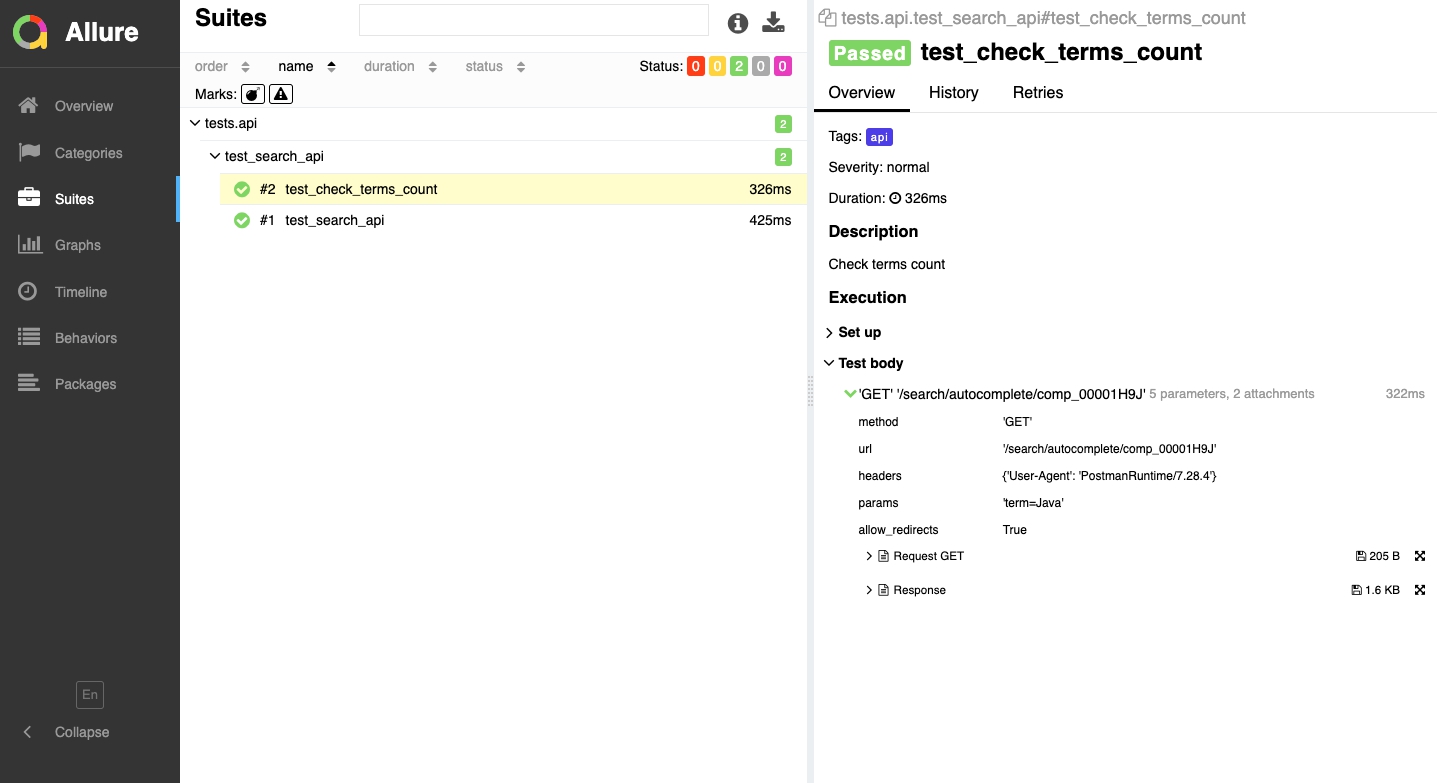 Allure
Overview
Categories
Suites
Graphs
Timeline
Behaviors
Packages
En
Collapse
Suites
order name duration status Status: 0 0 2 0 0
Marks:
tests.api 2
test_search_api 2
#2 test_check_terms_count 326ms
#1 test_search_api 425ms
tests.api.test_search_api#test_check_terms_count
Passed test_check_terms_count
Overview History Retries
Tags: api
Severity: normal
Duration: 326ms
Description
Check terms count
Execution
Set up
Test body
'GET' '/search/autocomplete/comp_00001H9J' 5 parameters, 2 attachments 322ms
method 'GET'
url '/search/autocomplete/comp_00001H9J'
headers {'User-Agent': 'PostmanRuntime/7.28.4'}
params 'term=Java'
allow_redirects True
Request GET 205 B
Response 1.6 KB